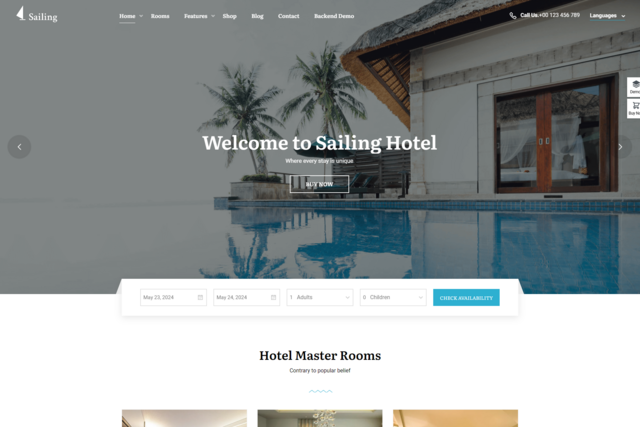 Sailing
Home
Rooms
Features
Shop
Blog
Contact
Backend Demo
Call Us.+00 123 456 789
Languages
Demos
Buy Now
Welcome to Sailing Hotel
Where every stay is unique
BUY NOW
May 23, 2024
May 24, 2024
1 Adults
0 Children
CHECK AVAILABILITY
Hotel Master Rooms
Contrary to popular belief